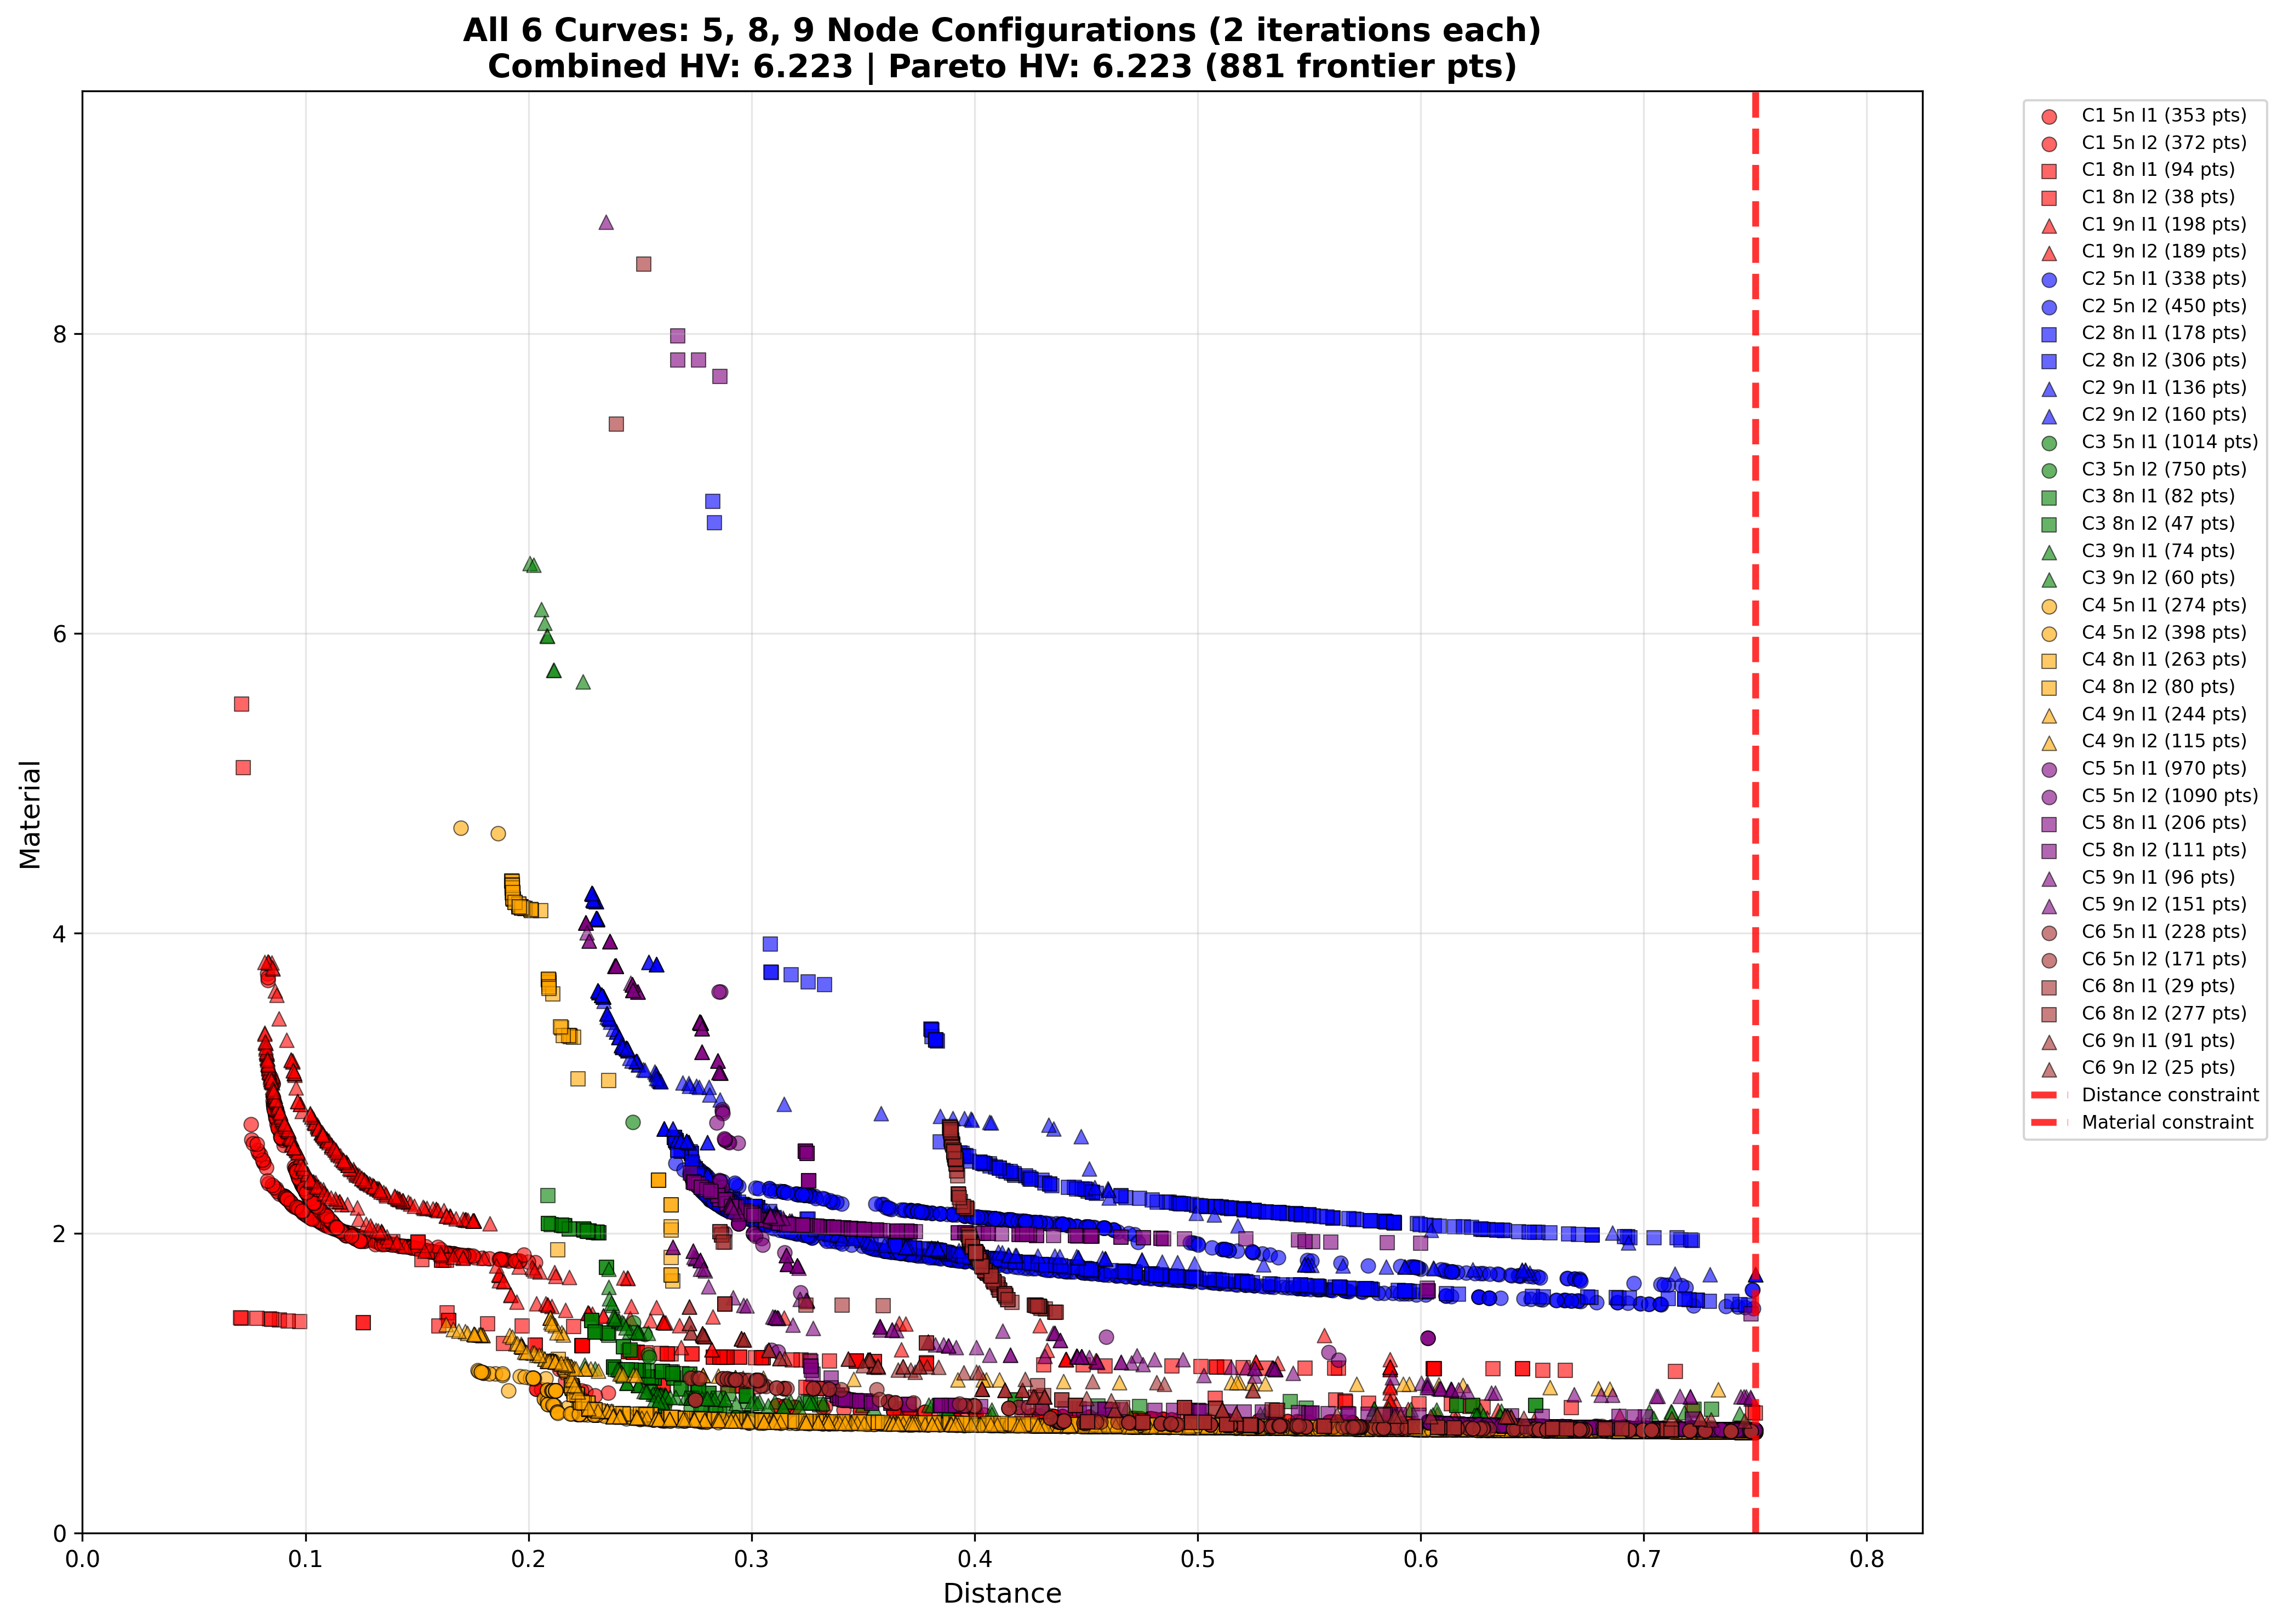 All 6 Curves: 5, 8, 9 Node Configurations (2 iterations each)
Combined HV: 6.223 | Pareto HV: 6.223 (881 frontier pts)
Material
8
6
4
2
0
0.0
0.1
0.2
0.3
0.4
0.5
0.6
0.7
0.8
Distance
C1 5n I1 (353 pts)
C1 5n I2 (372 pts)
C1 8n I1 (94 pts)
C1 8n I2 (38 pts)
C1 9n I1 (198 pts)
C1 9n I2 (189 pts)
C2 5n I1 (338 pts)
C2 5n I2 (450 pts)
C2 8n I1 (178 pts)
C2 8n I2 (306 pts)
C2 9n I1 (136 pts)
C2 9n I2 (160 pts)
C3 5n I1 (1014 pts)
C3 5n I2 (750 pts)
C3 8n I1 (82 pts)
C3 8n I2 (47 pts)
C3 9n I1 (74 pts)
C3 9n I2 (60 pts)
C4 5n I1 (274 pts)
C4 5n I2 (398 pts)
C4 8n I1 (263 pts)
C4 8n I2 (80 pts)
C4 9n I1 (244 pts)
C4 9n I2 (115 pts)
C5 5n I1 (970 pts)
C5 5n I2 (1090 pts)
C5 8n I1 (206 pts)
C5 8n I2 (111 pts)
C5 9n I1 (96 pts)
C5 9n I2 (151 pts)
C6 5n I1 (228 pts)
C6 5n I2 (171 pts)
C6 8n I1 (29 pts)
C6 8n I2 (277 pts)
C6 9n I1 (91 pts)
C6 9n I2 (25 pts)
Distance constraint
Material constraint